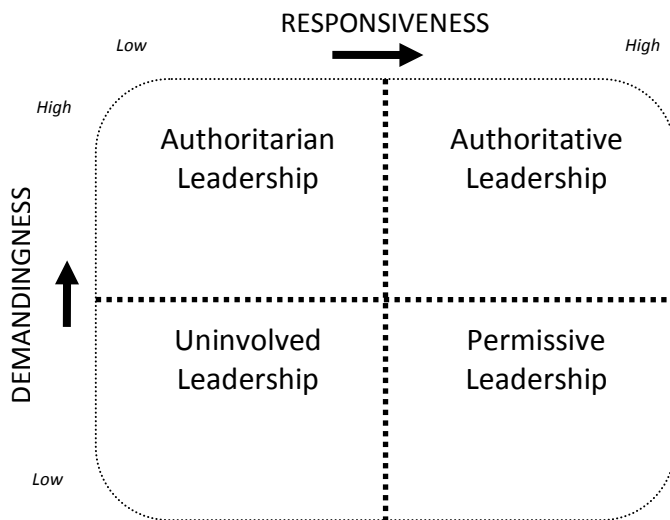 RESPONSIVENESS
Low
High
High
Authoritarian
Leadership
Authoritative
Leadership
DEMANDINGNESS
Uninvolved
Leadership
Permissive
Leadership
Low